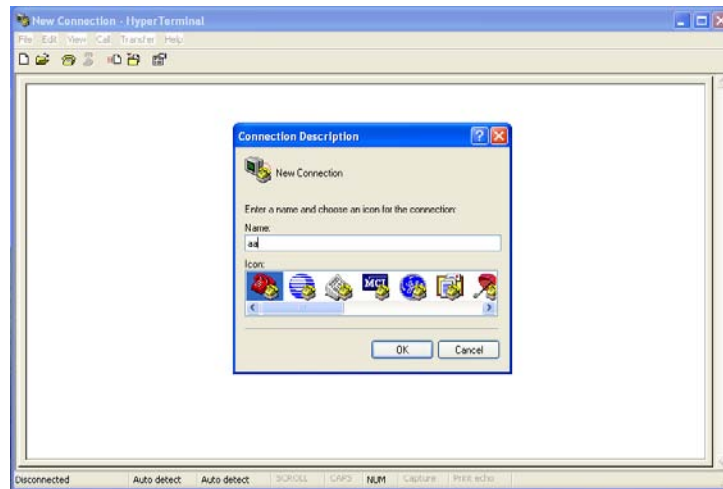 New Connection - HyperTerminal
File Edit View Call Transfer Help
Connection Description
New Connection
Enter a name and choose an icon for the connection:
Name:
aa
Icon:
MCI
OK Cancel
Disconnected Auto detect Auto detect SCROLL CAPS NUM Capture Print echo